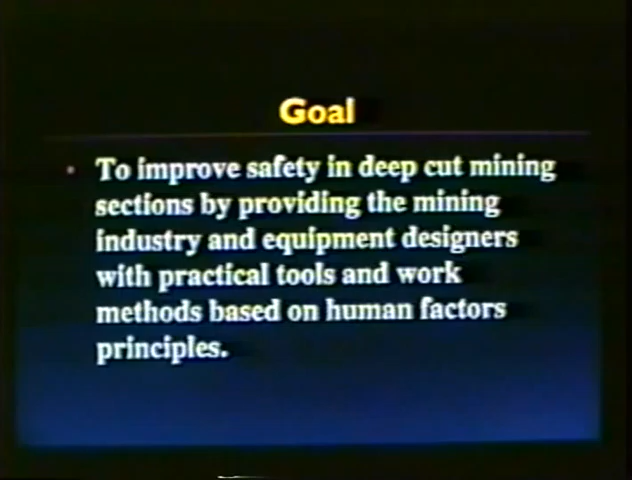 Goal
• To improve safety in deep cut mining
sections by providing the mining
industry and equipment designers
with practical tools and work
methods based on human factors
principles.